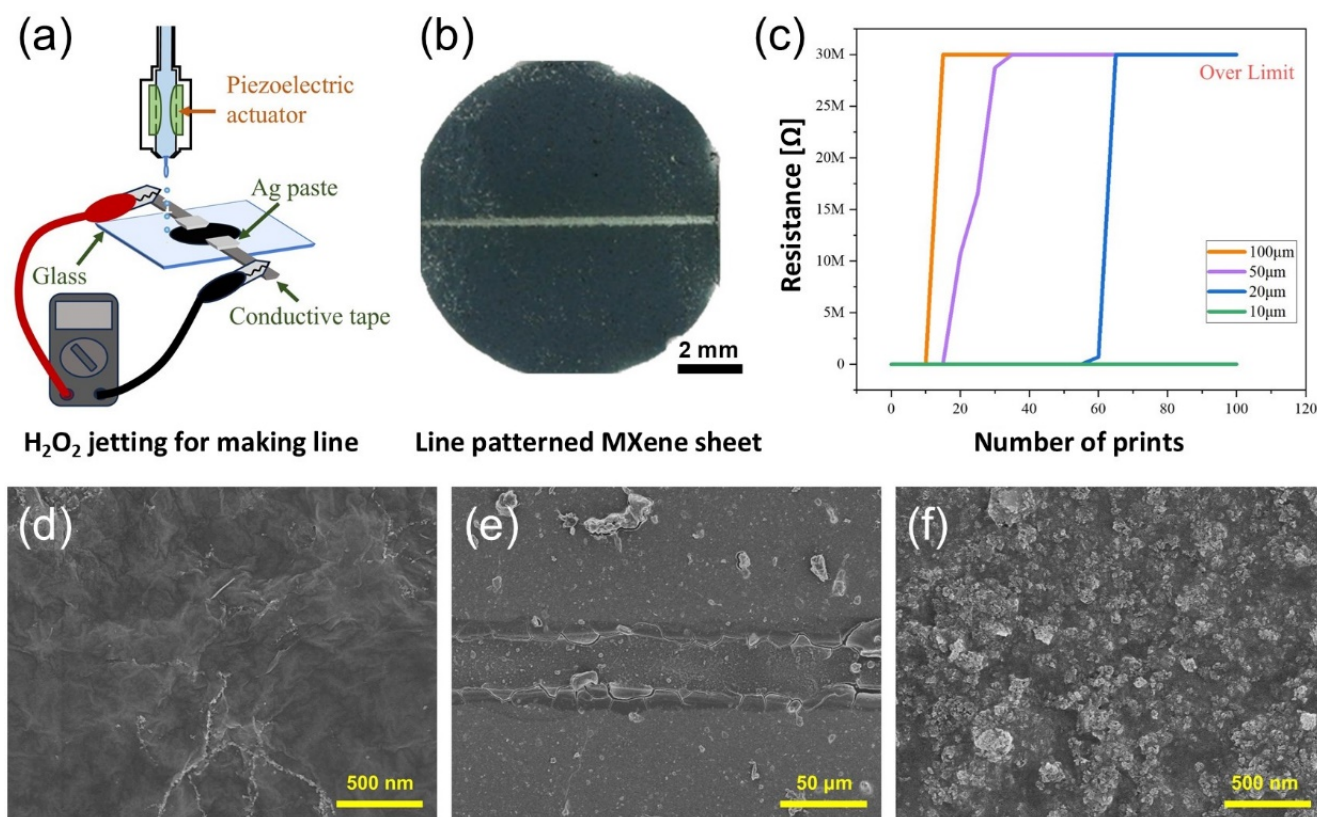 (a)
Piezoelectric
actuator
Ag paste
Glass
Conductive tape
H₂O₂ jetting for making line
(b)
2 mm
Line patterned MXene sheet
(c)
Resistance [Ω]
30M
25M
20M
15M
10M
5M
0
Over Limit
100μm
50μm
20μm
10μm
0
20
40
60
80
100
120
Number of prints
(d)
500 nm
(e)
50 μm
(f)
500 nm